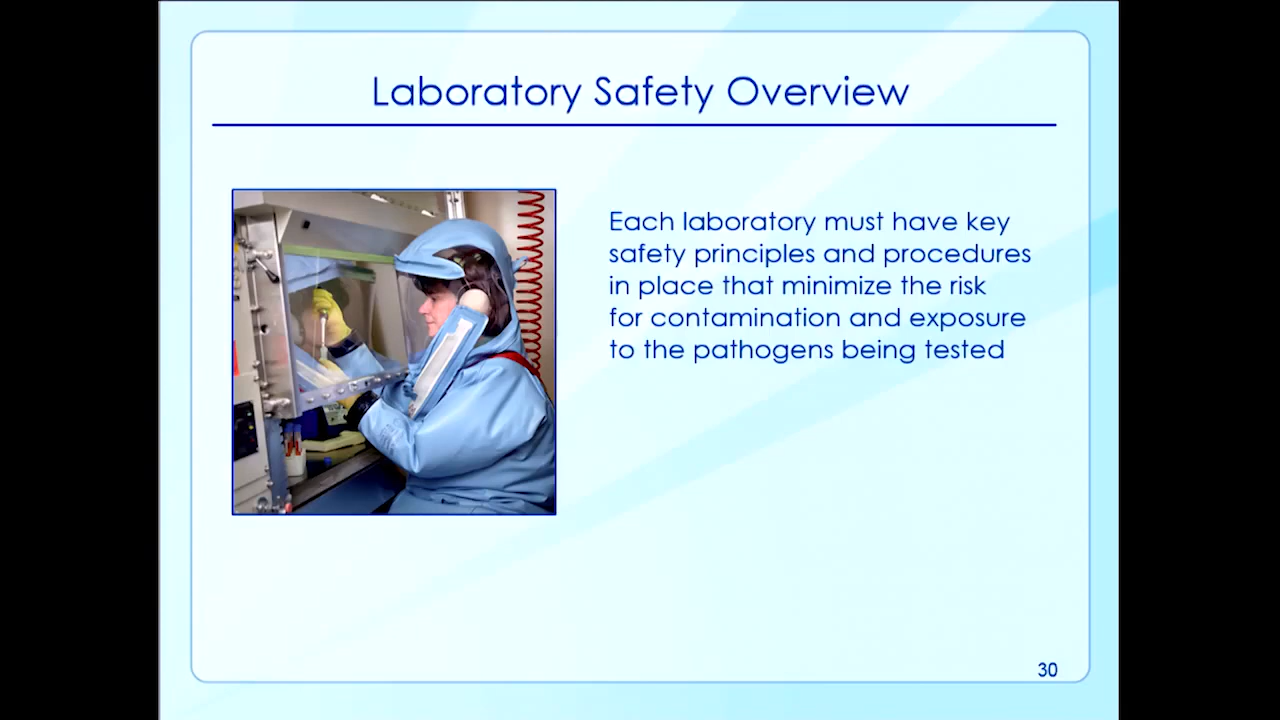 Laboratory Safety Overview
Each laboratory must have key
safety principles and procedures
in place that minimize the risk
for contamination and exposure
to the pathogens being tested
30